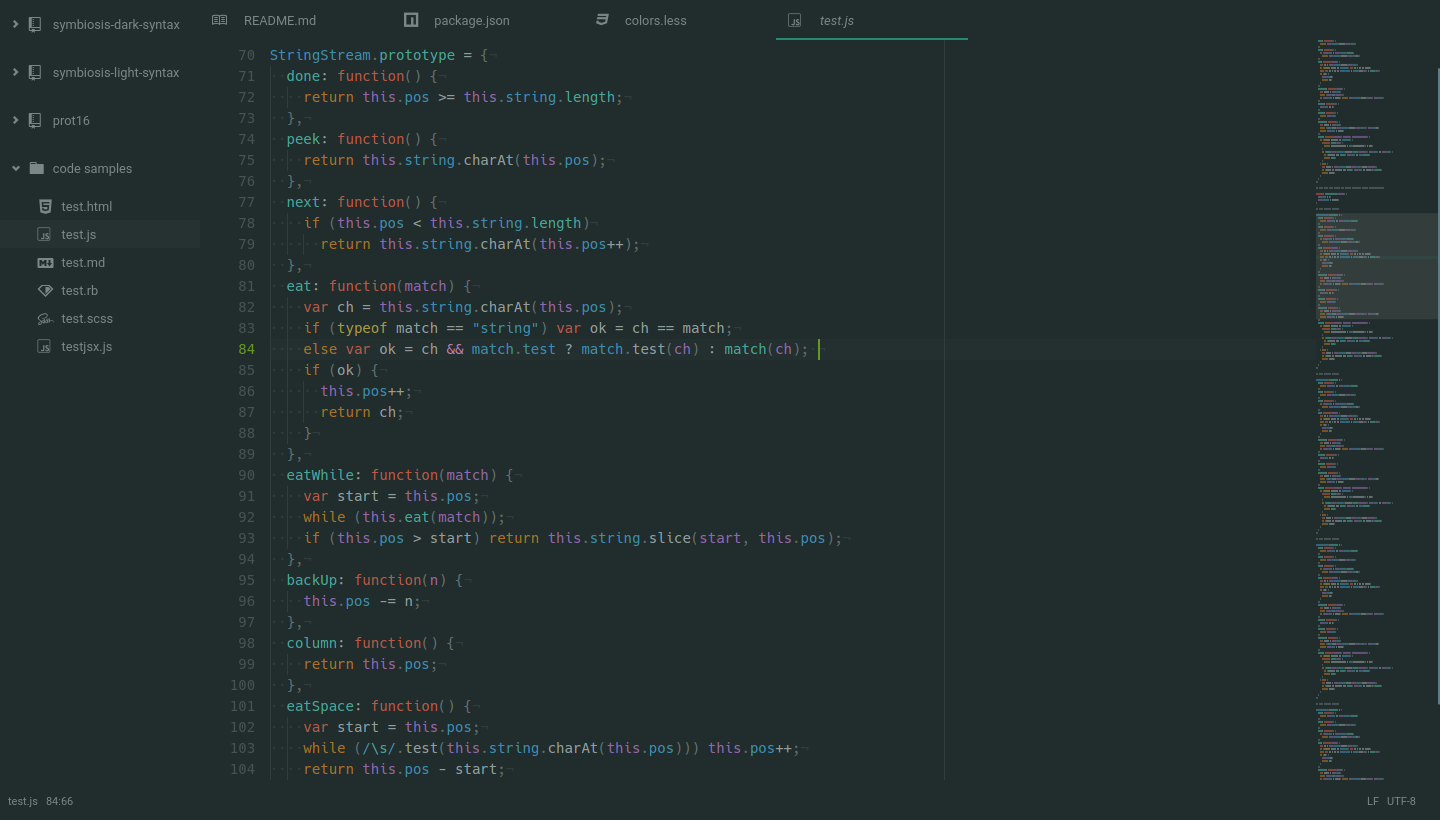 symbiosis-dark-syntax
symbiosis-light-syntax
prot16
code samples
test.html
test.js
test.md
test.rb
test.scss
testjsx.js
README.md
package.json
colors.less
test.js
70 StringStream.prototype = {
71 done: function() {
72 return this.pos >= this.string.length;
73 },
74 peek: function() {
75 return this.string.charAt(this.pos);
76 },
77 next: function() {
78 if (this.pos < this.string.length)
79 return this.string.charAt(this.pos++);
80 },
81 eat: function(match) {
82 var ch = this.string.charAt(this.pos);
83 if (typeof match == "string") var ok = ch == match;
84 else var ok = ch && match.test ? match.test(ch) : match(ch);
85 if (ok) {
86 this.pos++;
87 return ch;
88 }
89 },
90 eatWhile: function(match) {
91 var start = this.pos;
92 while (this.eat(match));
93 if (this.pos > start) return this.string.slice(start, this.pos);
94 },
95 backUp: function(n) {
96 this.pos -= n;
97 },
98 column: function() {
99 return this.pos;
100 },
101 eatSpace: function() {
102 var start = this.pos;
103 while (/\s/.test(this.string.charAt(this.pos))) this.pos++;
104 return this.pos - start;
test.js 84:66
LF UTF-8